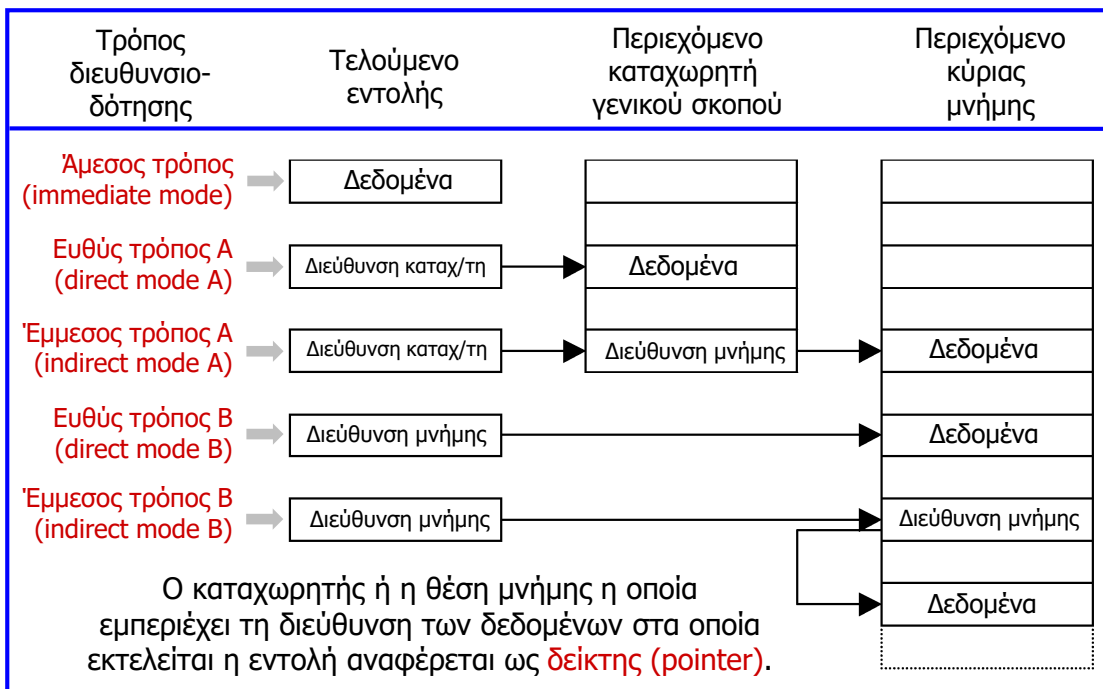 Τρόπος
διευθυνσιο-
δότησης
Τελούμενο
εντολής
Περιεχόμενο
καταχωρητή
γενικού σκοπού
Περιεχόμενο
κύριας
μνήμης
Άμεσος τρόπος
(immediate mode)
Δεδομένα
Ευθύς τρόπος Α
(direct mode A)
Διεύθυνση καταχ/τη
Δεδομένα
Έμμεσος τρόπος Α
(indirect mode A)
Διεύθυνση καταχ/τη
Διεύθυνση μνήμης
Δεδομένα
Ευθύς τρόπος Β
(direct mode B)
Διεύθυνση μνήμης
Δεδομένα
Έμμεσος τρόπος Β
(indirect mode B)
Διεύθυνση μνήμης
Διεύθυνση μνήμης
Δεδομένα
Ο καταχωρητής ή η θέση μνήμης η οποία
εμπεριέχει τη διεύθυνση των δεδομένων στα οποία
εκτελείται η εντολή αναφέρεται ως δείκτης (pointer).